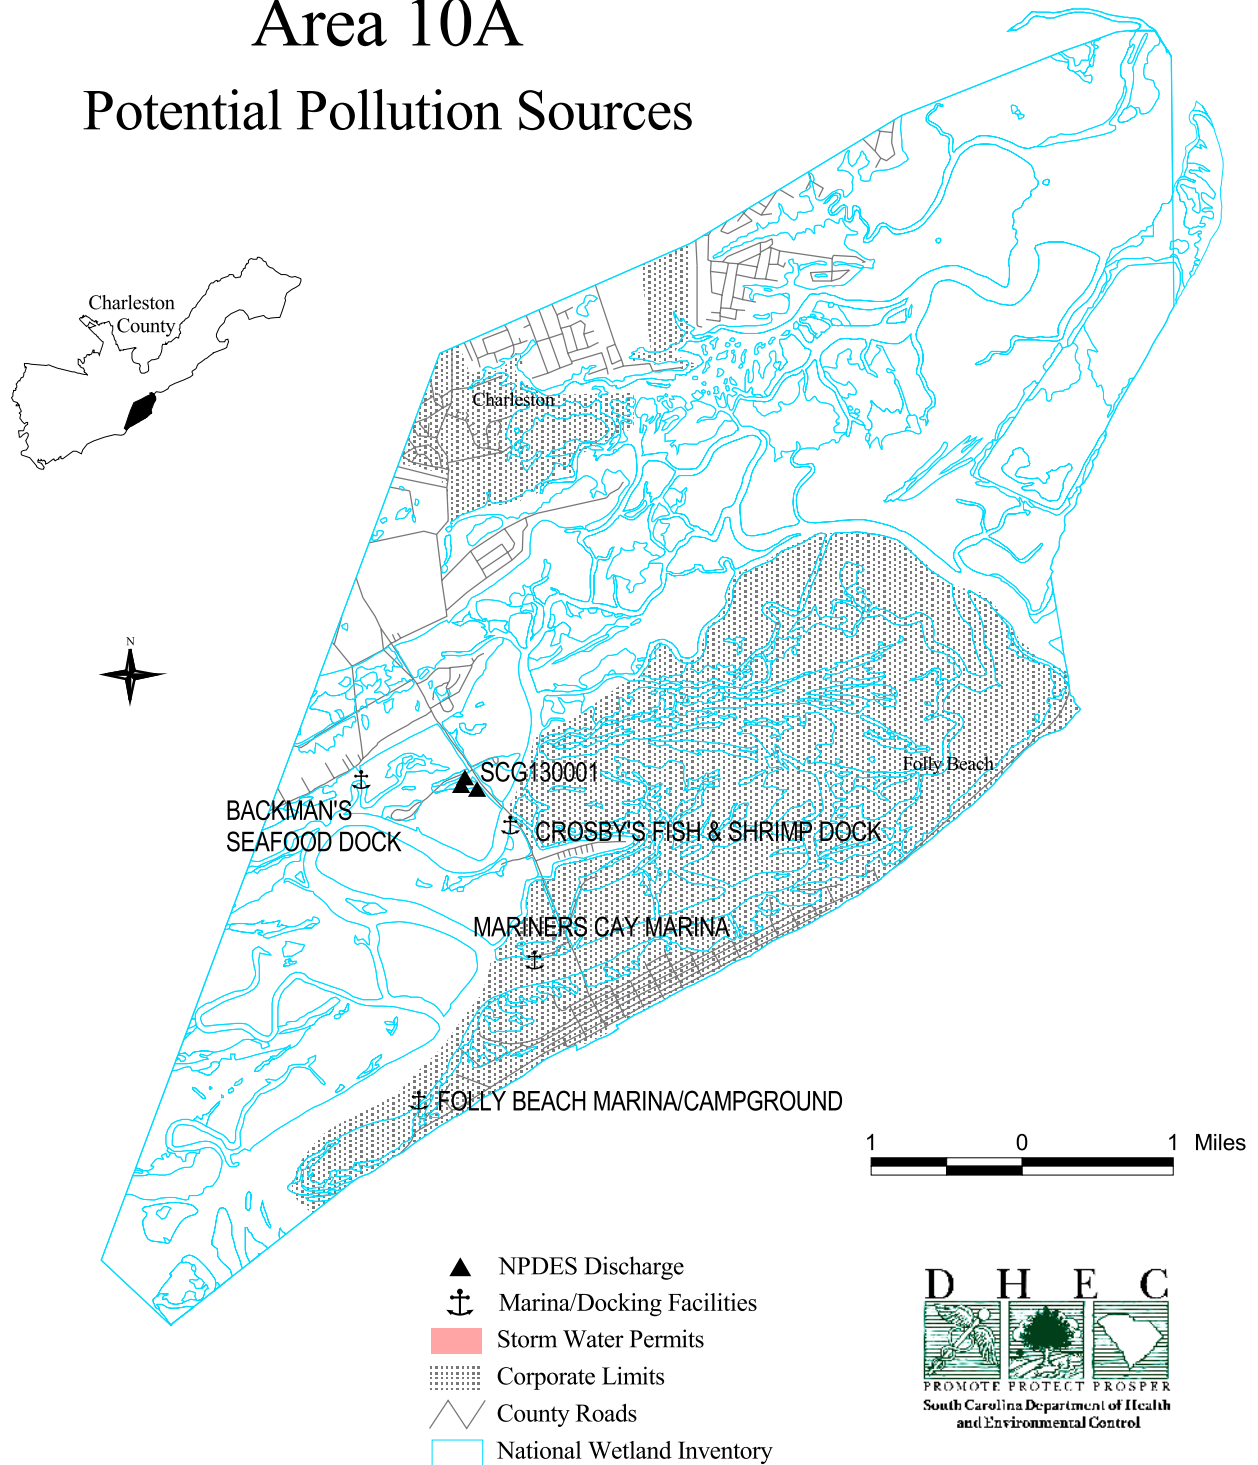 Area 10A
Potential Pollution Sources
Charleston
County
Charleston
N
SCG130001
Folly Beach
BACKMAN'S
SEAFOOD DOCK
CROSBY'S FISH & SHRIMP DOCK
MARINERS CAY MARINA
FOLLY BEACH MARINA/CAMPGROUND
1 0 1 Miles
NPDES Discharge
Marina/Docking Facilities
Storm Water Permits
Corporate Limits
County Roads
National Wetland Inventory
D H E C
PROMOTE PROTECT PROSPER
South Carolina Department of Health
and Environmental Control